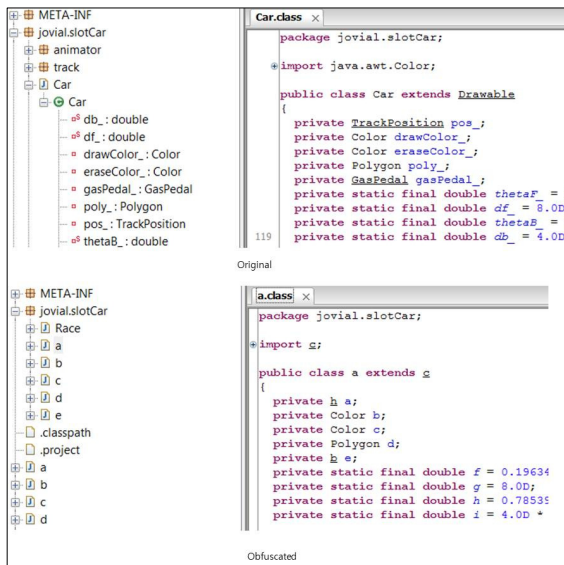 META-INF
jovial.slotCar
animator
track
Car
Car
db_ : double
df_ : double
drawColor_ : Color
eraseColor_ : Color
gasPedal_ : GasPedal
poly_ : Polygon
pos_ : TrackPosition
thetaB_ : double
Car.class
package jovial.slotCar;
import java.awt.Color;
public class Car extends Drawable
{
private TrackPosition pos_;
private Color drawColor_;
private Color eraseColor_;
private Polygon poly_;
private GasPedal gasPedal_;
private static final double thetaF_ =
private static final double df_ = 8.0D
private static final double thetaB_ =
119 private static final double db_ = 4.0D
Original
META-INF
jovial.slotCar
Race
a
b
c
d
e
.classpath
.project
a
b
c
d
a.class
package jovial.slotCar;
import c;
public class a extends c
{
private h a;
private Color b;
private Color c;
private Polygon d;
private b e;
private static final double f = 0.19634
private static final double g = 8.0D;
private static final double h = 0.78539
private static final double i = 4.0D *
Obfuscated